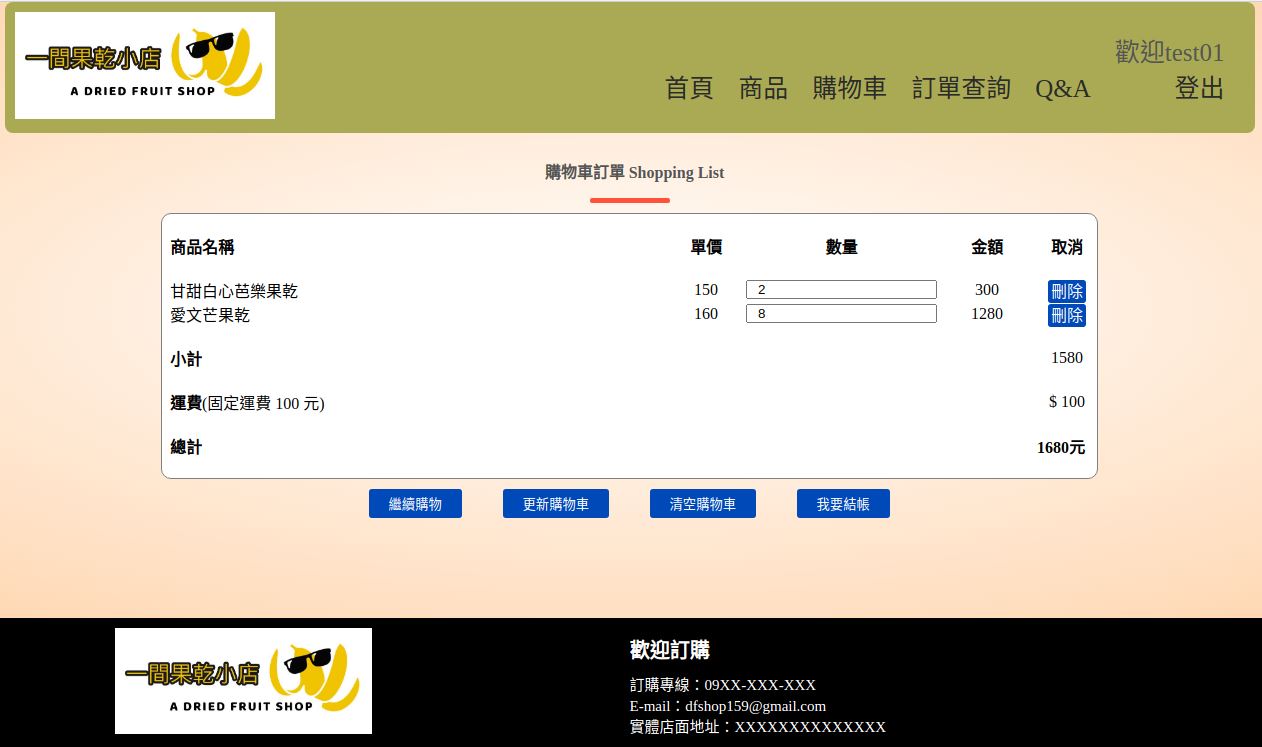 一間果乾小店
A DRIED FRUIT SHOP
歡迎test01
首頁 商品 購物車 訂單查詢 Q&A 登出
購物車訂單 Shopping List
商品名稱 單價 數量 金額 取消
甘甜白心芭樂果乾 150 2 300 刪除
愛文芒果乾 160 8 1280 刪除
小計 1580
運費(固定運費 100 元) $ 100
總計 1680元
繼續購物 更新購物車 清空購物車 我要結帳
一間果乾小店
A DRIED FRUIT SHOP
歡迎訂購
訂購專線：09XX-XXX-XXX
E-mail：dfshop159@gmail.com
實體店面地址：XXXXXXXXXXXXXX